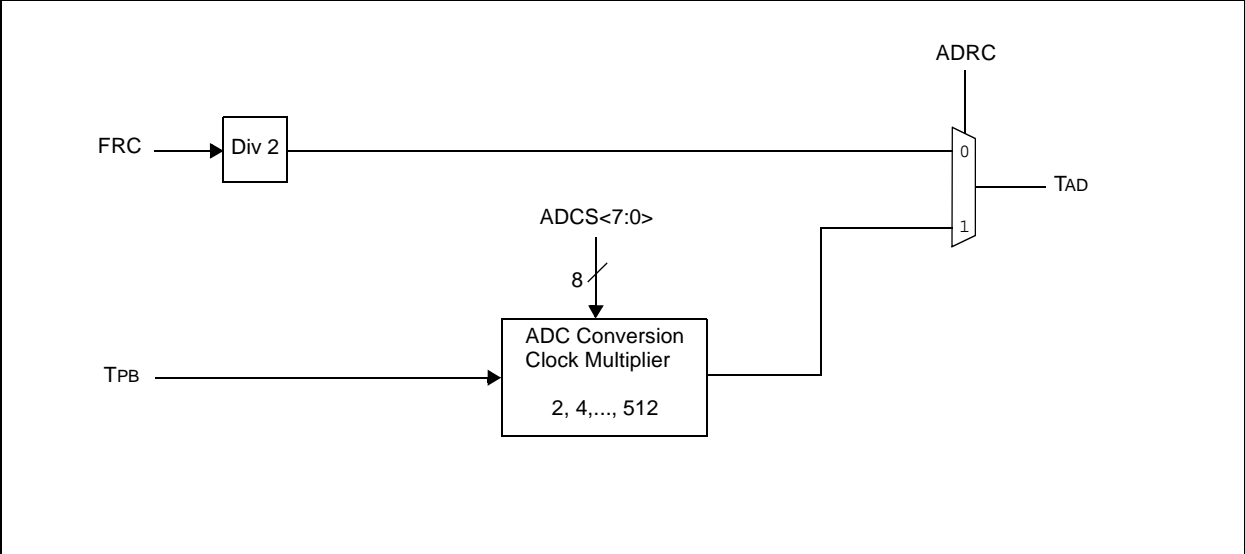 ADRC
FRC
Div 2
0
TAD
ADCS<7:0>
1
8
ADC Conversion
Clock Multiplier
TPB
2, 4,..., 512